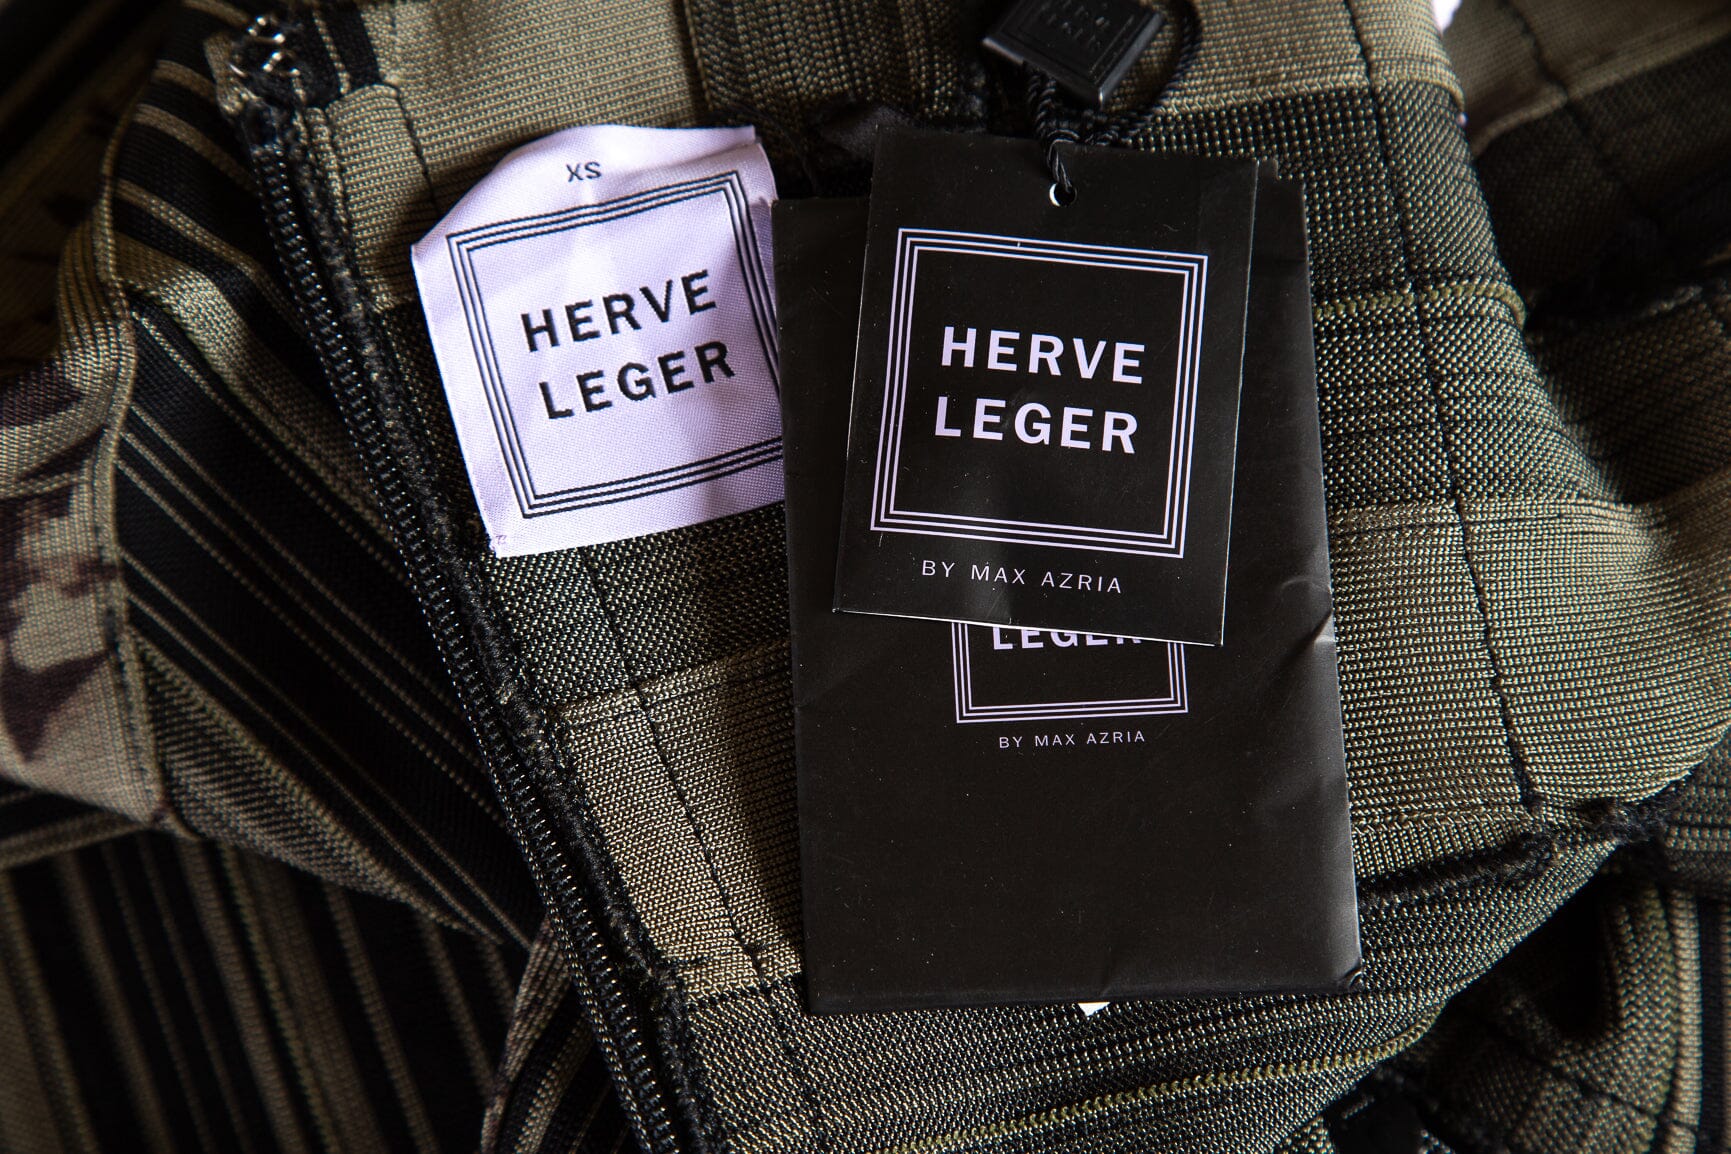 XS
HERVE
LEGER
HERVE
LEGER
BY MAX AZRIA
LEGER
BY MAX AZRIA